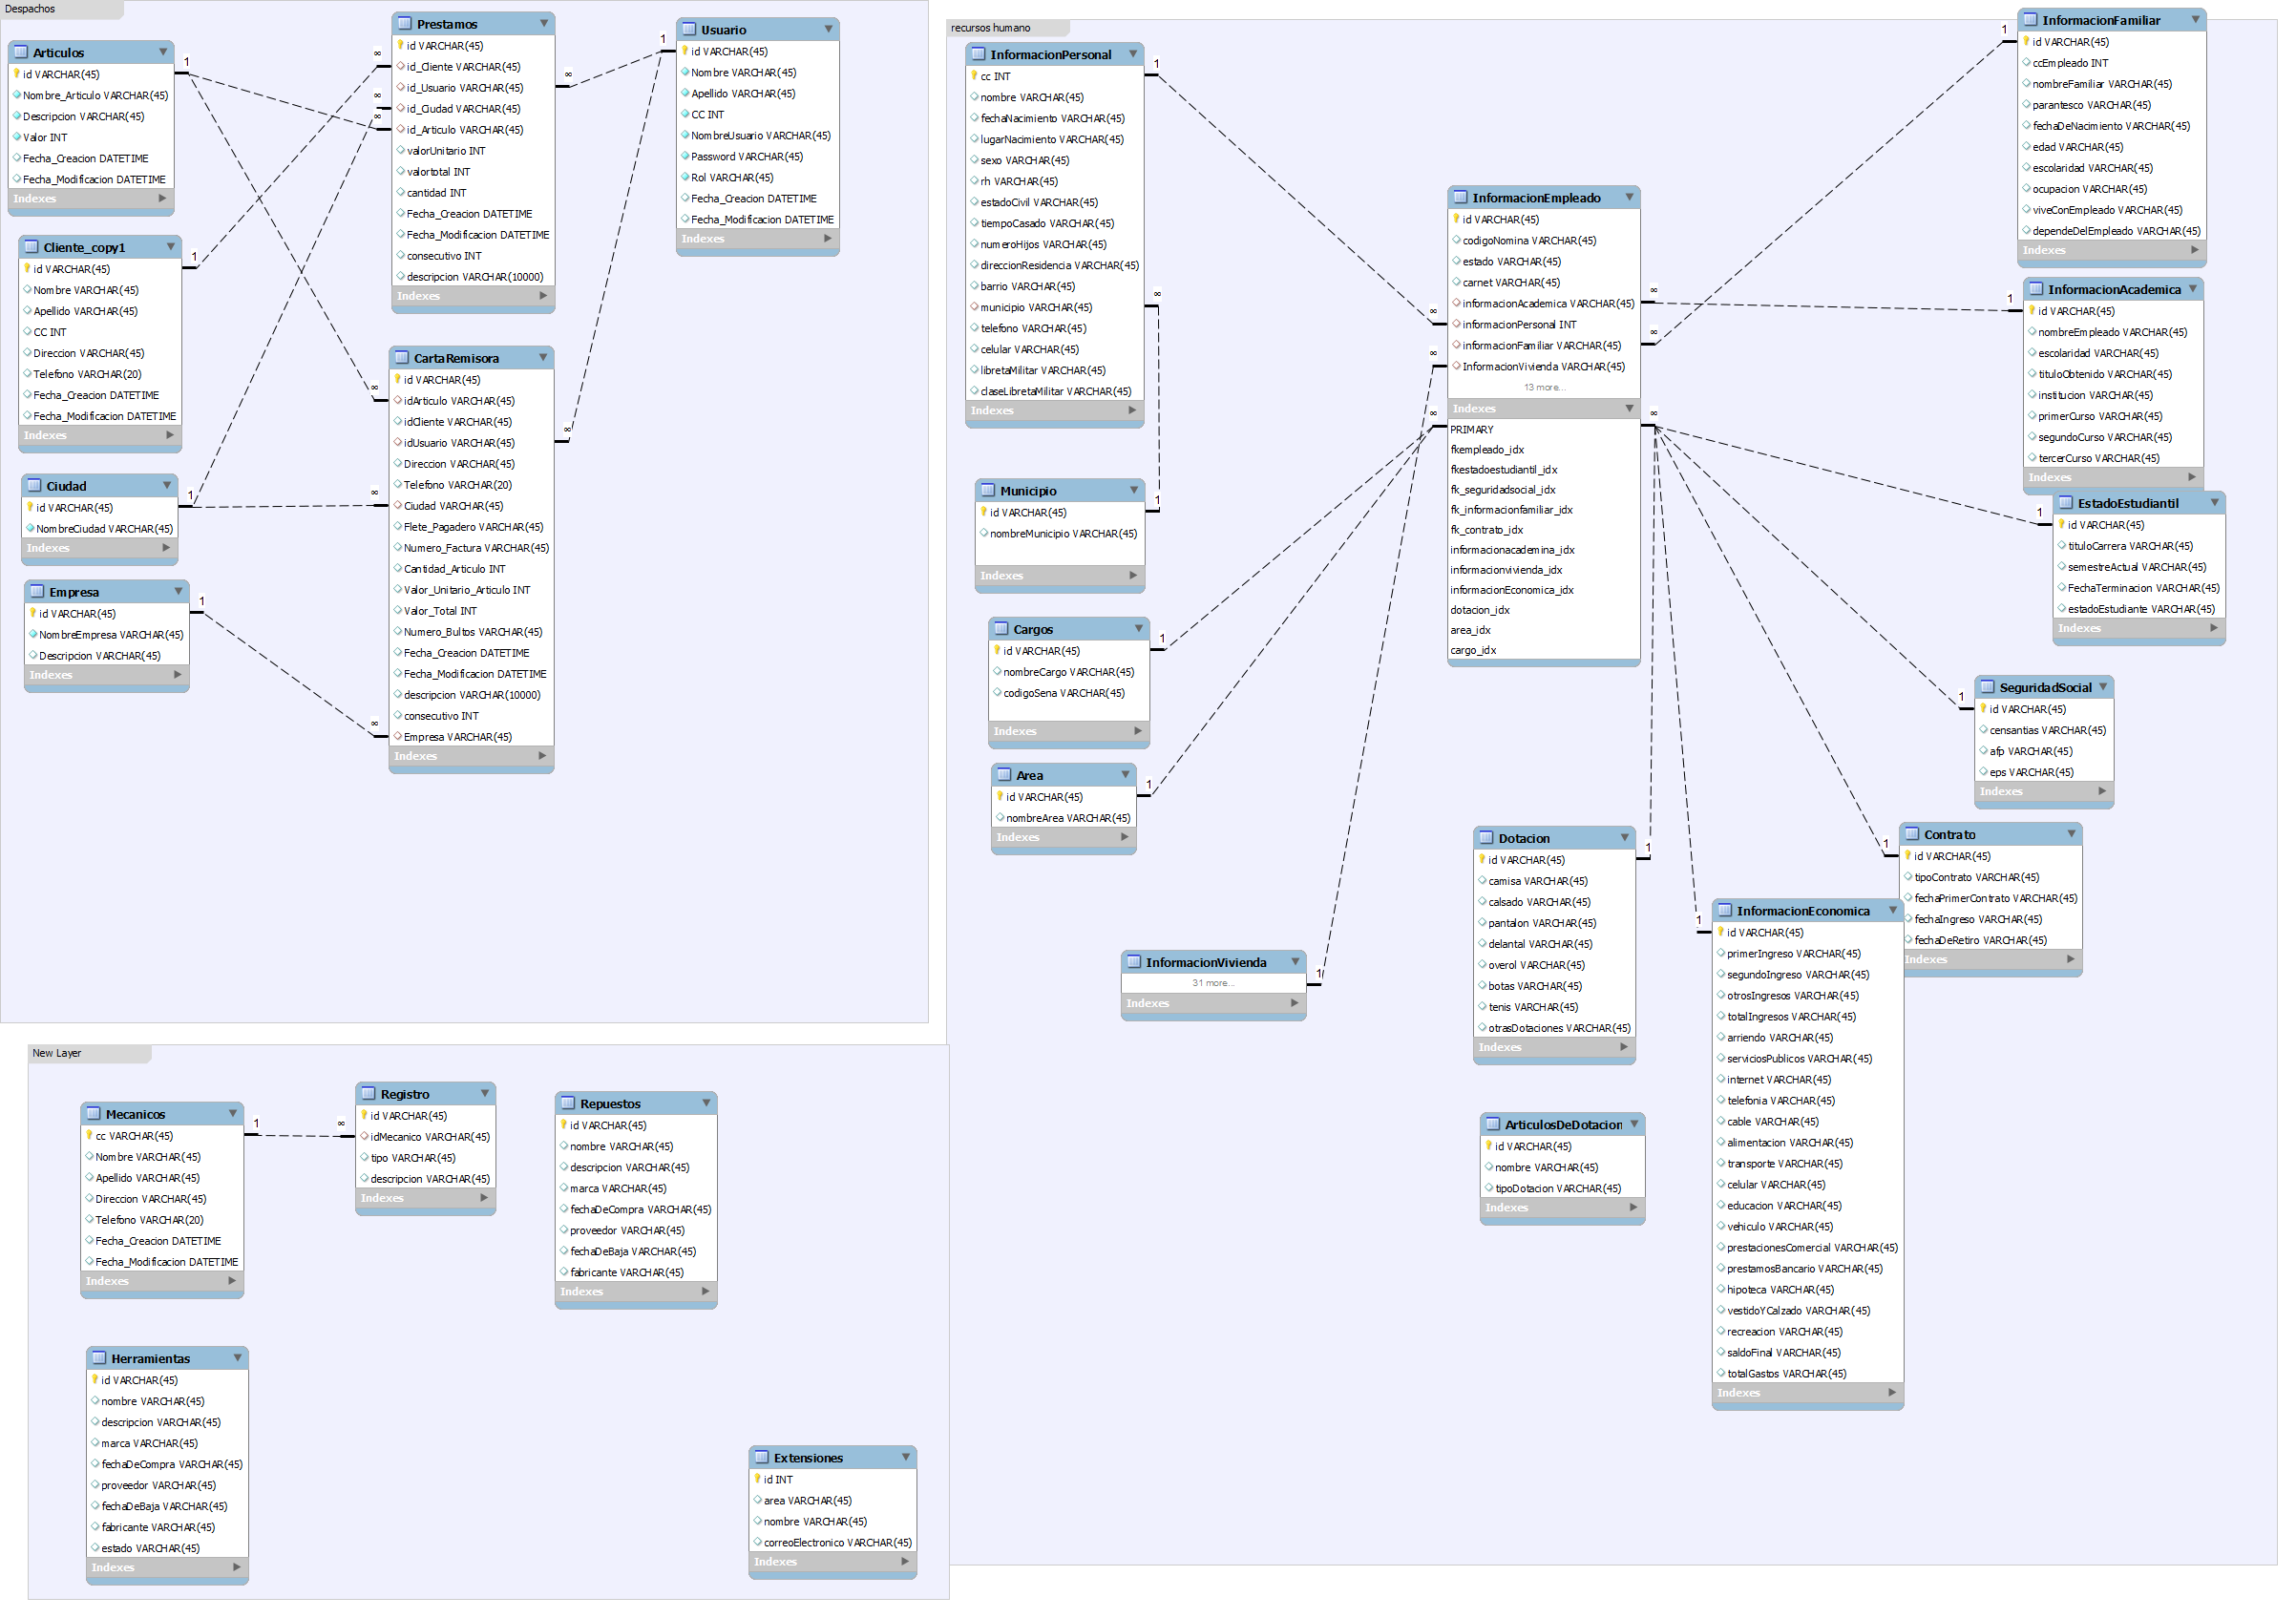 Despachos
Articulos
id VARCHAR(45)
Nombre_Articulo VARCHAR(45)
Descripcion VARCHAR(45)
Valor INT
Fecha_Creacion DATETIME
Fecha_Modificacion DATETIME
Indexes
1
Cliente_copy1
id VARCHAR(45)
Nombre VARCHAR(45)
Apellido VARCHAR(45)
CC INT
Direccion VARCHAR(45)
Telefono VARCHAR(20)
Fecha_Creacion DATETIME
Fecha_Modificacion DATETIME
Indexes
1
Ciudad
id VARCHAR(45)
NombreCiudad VARCHAR(45)
Indexes
1
Empresa
id VARCHAR(45)
NombreEmpresa VARCHAR(45)
Descripcion VARCHAR(45)
Indexes
1
Prestamos
id VARCHAR(45)
id_Cliente VARCHAR(45)
id_Usuario VARCHAR(45)
id_Ciudad VARCHAR(45)
id_Articulo VARCHAR(45)
valorUnitario INT
valortotal INT
cantidad INT
Fecha_Creacion DATETIME
Fecha_Modificacion DATETIME
consecutivo INT
descripcion VARCHAR(10000)
Indexes
∞
∞
∞
∞
CartaRemisora
id VARCHAR(45)
idArticulo VARCHAR(45)
idCliente VARCHAR(45)
idUsuario VARCHAR(45)
Direccion VARCHAR(45)
Telefono VARCHAR(20)
Ciudad VARCHAR(45)
Flete_Pagadero VARCHAR(45)
Numero_Factura VARCHAR(45)
Cantidad_Articulo INT
Valor_Unitario_Articulo INT
Valor_Total INT
Numero_Bultos VARCHAR(45)
Fecha_Creacion DATETIME
Fecha_Modificacion DATETIME
descripcion VARCHAR(10000)
consecutivo INT
Empresa VARCHAR(45)
Indexes
∞
∞
∞
∞
Usuario
id VARCHAR(45)
Nombre VARCHAR(45)
Apellido VARCHAR(45)
CC INT
NombreUsuario VARCHAR(45)
Password VARCHAR(45)
Rol VARCHAR(45)
Fecha_Creacion DATETIME
Fecha_Modificacion DATETIME
Indexes
1
recursos humano
InformacionPersonal
cc INT
nombre VARCHAR(45)
fechaNacimiento VARCHAR(45)
lugarNacimiento VARCHAR(45)
sexo VARCHAR(45)
rh VARCHAR(45)
estadoCivil VARCHAR(45)
tiempoCasado VARCHAR(45)
numeroHijos VARCHAR(45)
direccionResidencia VARCHAR(45)
barrio VARCHAR(45)
municipio VARCHAR(45)
telefono VARCHAR(45)
celular VARCHAR(45)
libretaMilitar VARCHAR(45)
claseLibretaMilitar VARCHAR(45)
Indexes
1
∞
Municipio
id VARCHAR(45)
nombreMunicipio VARCHAR(45)
Indexes
1
Cargos
id VARCHAR(45)
nombreCargo VARCHAR(45)
codigoSena VARCHAR(45)
Indexes
1
Area
id VARCHAR(45)
nombreArea VARCHAR(45)
Indexes
1
InformacionVivienda
31 more...
Indexes
1
InformacionEmpleado
id VARCHAR(45)
codigoNomina VARCHAR(45)
estado VARCHAR(45)
carnet VARCHAR(45)
informacionAcademica VARCHAR(45)
informacionPersonal INT
informacionFamiliar VARCHAR(45)
InformacionVivienda VARCHAR(45)
13 more...
Indexes
PRIMARY
fkempleado_idx
fkestadoestudiantil_idx
fk_seguridadsocial_idx
fk_informacionfamiliar_idx
fk_contrato_idx
informacionacademina_idx
informacionvivienda_idx
informacionEconomica_idx
dotacion_idx
area_idx
cargo_idx
∞
∞
∞
∞
∞
∞
InformacionFamiliar
id VARCHAR(45)
ccEmpleado INT
nombreFamiliar VARCHAR(45)
parantesco VARCHAR(45)
fechaDeNacimiento VARCHAR(45)
edad VARCHAR(45)
escolaridad VARCHAR(45)
ocupacion VARCHAR(45)
viveConEmpleado VARCHAR(45)
dependeDelEmpleado VARCHAR(45)
Indexes
1
InformacionAcademica
id VARCHAR(45)
nombreEmpleado VARCHAR(45)
escolaridad VARCHAR(45)
tituloObtenido VARCHAR(45)
institucion VARCHAR(45)
primerCurso VARCHAR(45)
segundoCurso VARCHAR(45)
tercerCurso VARCHAR(45)
Indexes
1
EstadoEstudiantil
id VARCHAR(45)
tituloCarrera VARCHAR(45)
semestreActual VARCHAR(45)
FechaTerminacion VARCHAR(45)
estadoEstudiante VARCHAR(45)
Indexes
1
SeguridadSocial
id VARCHAR(45)
censantias VARCHAR(45)
afp VARCHAR(45)
eps VARCHAR(45)
Indexes
1
Contrato
id VARCHAR(45)
tipoContrato VARCHAR(45)
fechaPrimerContrato VARCHAR(45)
fechaIngreso VARCHAR(45)
fechaDeRetiro VARCHAR(45)
Indexes
1
Dotacion
id VARCHAR(45)
camisa VARCHAR(45)
calsado VARCHAR(45)
pantalon VARCHAR(45)
delantal VARCHAR(45)
overol VARCHAR(45)
botas VARCHAR(45)
tenis VARCHAR(45)
otrasDotaciones VARCHAR(45)
Indexes
1
ArticulosDeDotacion
id VARCHAR(45)
nombre VARCHAR(45)
tipoDotacion VARCHAR(45)
Indexes
InformacionEconomica
id VARCHAR(45)
primerIngreso VARCHAR(45)
segundoIngreso VARCHAR(45)
otrosIngresos VARCHAR(45)
totalIngresos VARCHAR(45)
arriendo VARCHAR(45)
serviciosPublicos VARCHAR(45)
internet VARCHAR(45)
telefonia VARCHAR(45)
cable VARCHAR(45)
alimentacion VARCHAR(45)
transporte VARCHAR(45)
celular VARCHAR(45)
educacion VARCHAR(45)
vehiculo VARCHAR(45)
prestacionesComercial VARCHAR(45)
prestamosBancario VARCHAR(45)
hipoteca VARCHAR(45)
vestidoYCalzado VARCHAR(45)
recreacion VARCHAR(45)
saldoFinal VARCHAR(45)
totalGastos VARCHAR(45)
Indexes
1
New Layer
Mecanicos
cc VARCHAR(45)
Nombre VARCHAR(45)
Apellido VARCHAR(45)
Direccion VARCHAR(45)
Telefono VARCHAR(20)
Fecha_Creacion DATETIME
Fecha_Modificacion DATETIME
Indexes
1
∞
Registro
id VARCHAR(45)
idMecanico VARCHAR(45)
tipo VARCHAR(45)
descripcion VARCHAR(45)
Indexes
Repuestos
id VARCHAR(45)
nombre VARCHAR(45)
descripcion VARCHAR(45)
marca VARCHAR(45)
fechaDeCompra VARCHAR(45)
proveedor VARCHAR(45)
fechaDeBaja VARCHAR(45)
fabricante VARCHAR(45)
Indexes
Herramientas
id VARCHAR(45)
nombre VARCHAR(45)
descripcion VARCHAR(45)
marca VARCHAR(45)
fechaDeCompra VARCHAR(45)
proveedor VARCHAR(45)
fechaDeBaja VARCHAR(45)
fabricante VARCHAR(45)
estado VARCHAR(45)
Indexes
Extensiones
id INT
area VARCHAR(45)
nombre VARCHAR(45)
correoElectronico VARCHAR(45)
Indexes